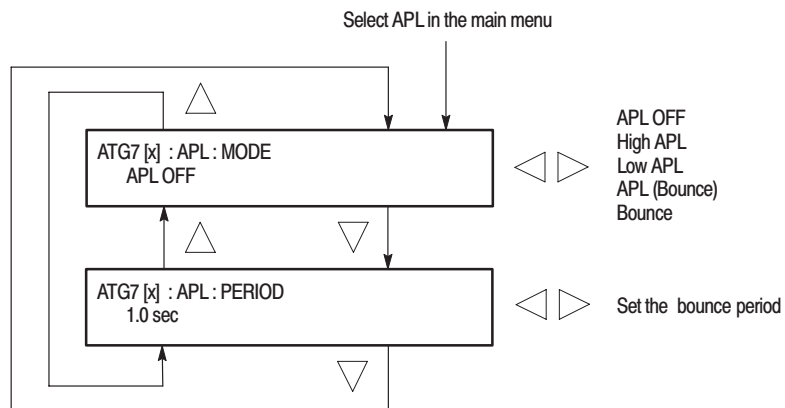 Select APL in the main menu
ATG7 [x] : APL : MODE
APL OFF
APL OFF
High APL
Low APL
APL (Bounce)
Bounce
ATG7 [x] : APL : PERIOD
1.0 sec
Set the bounce period